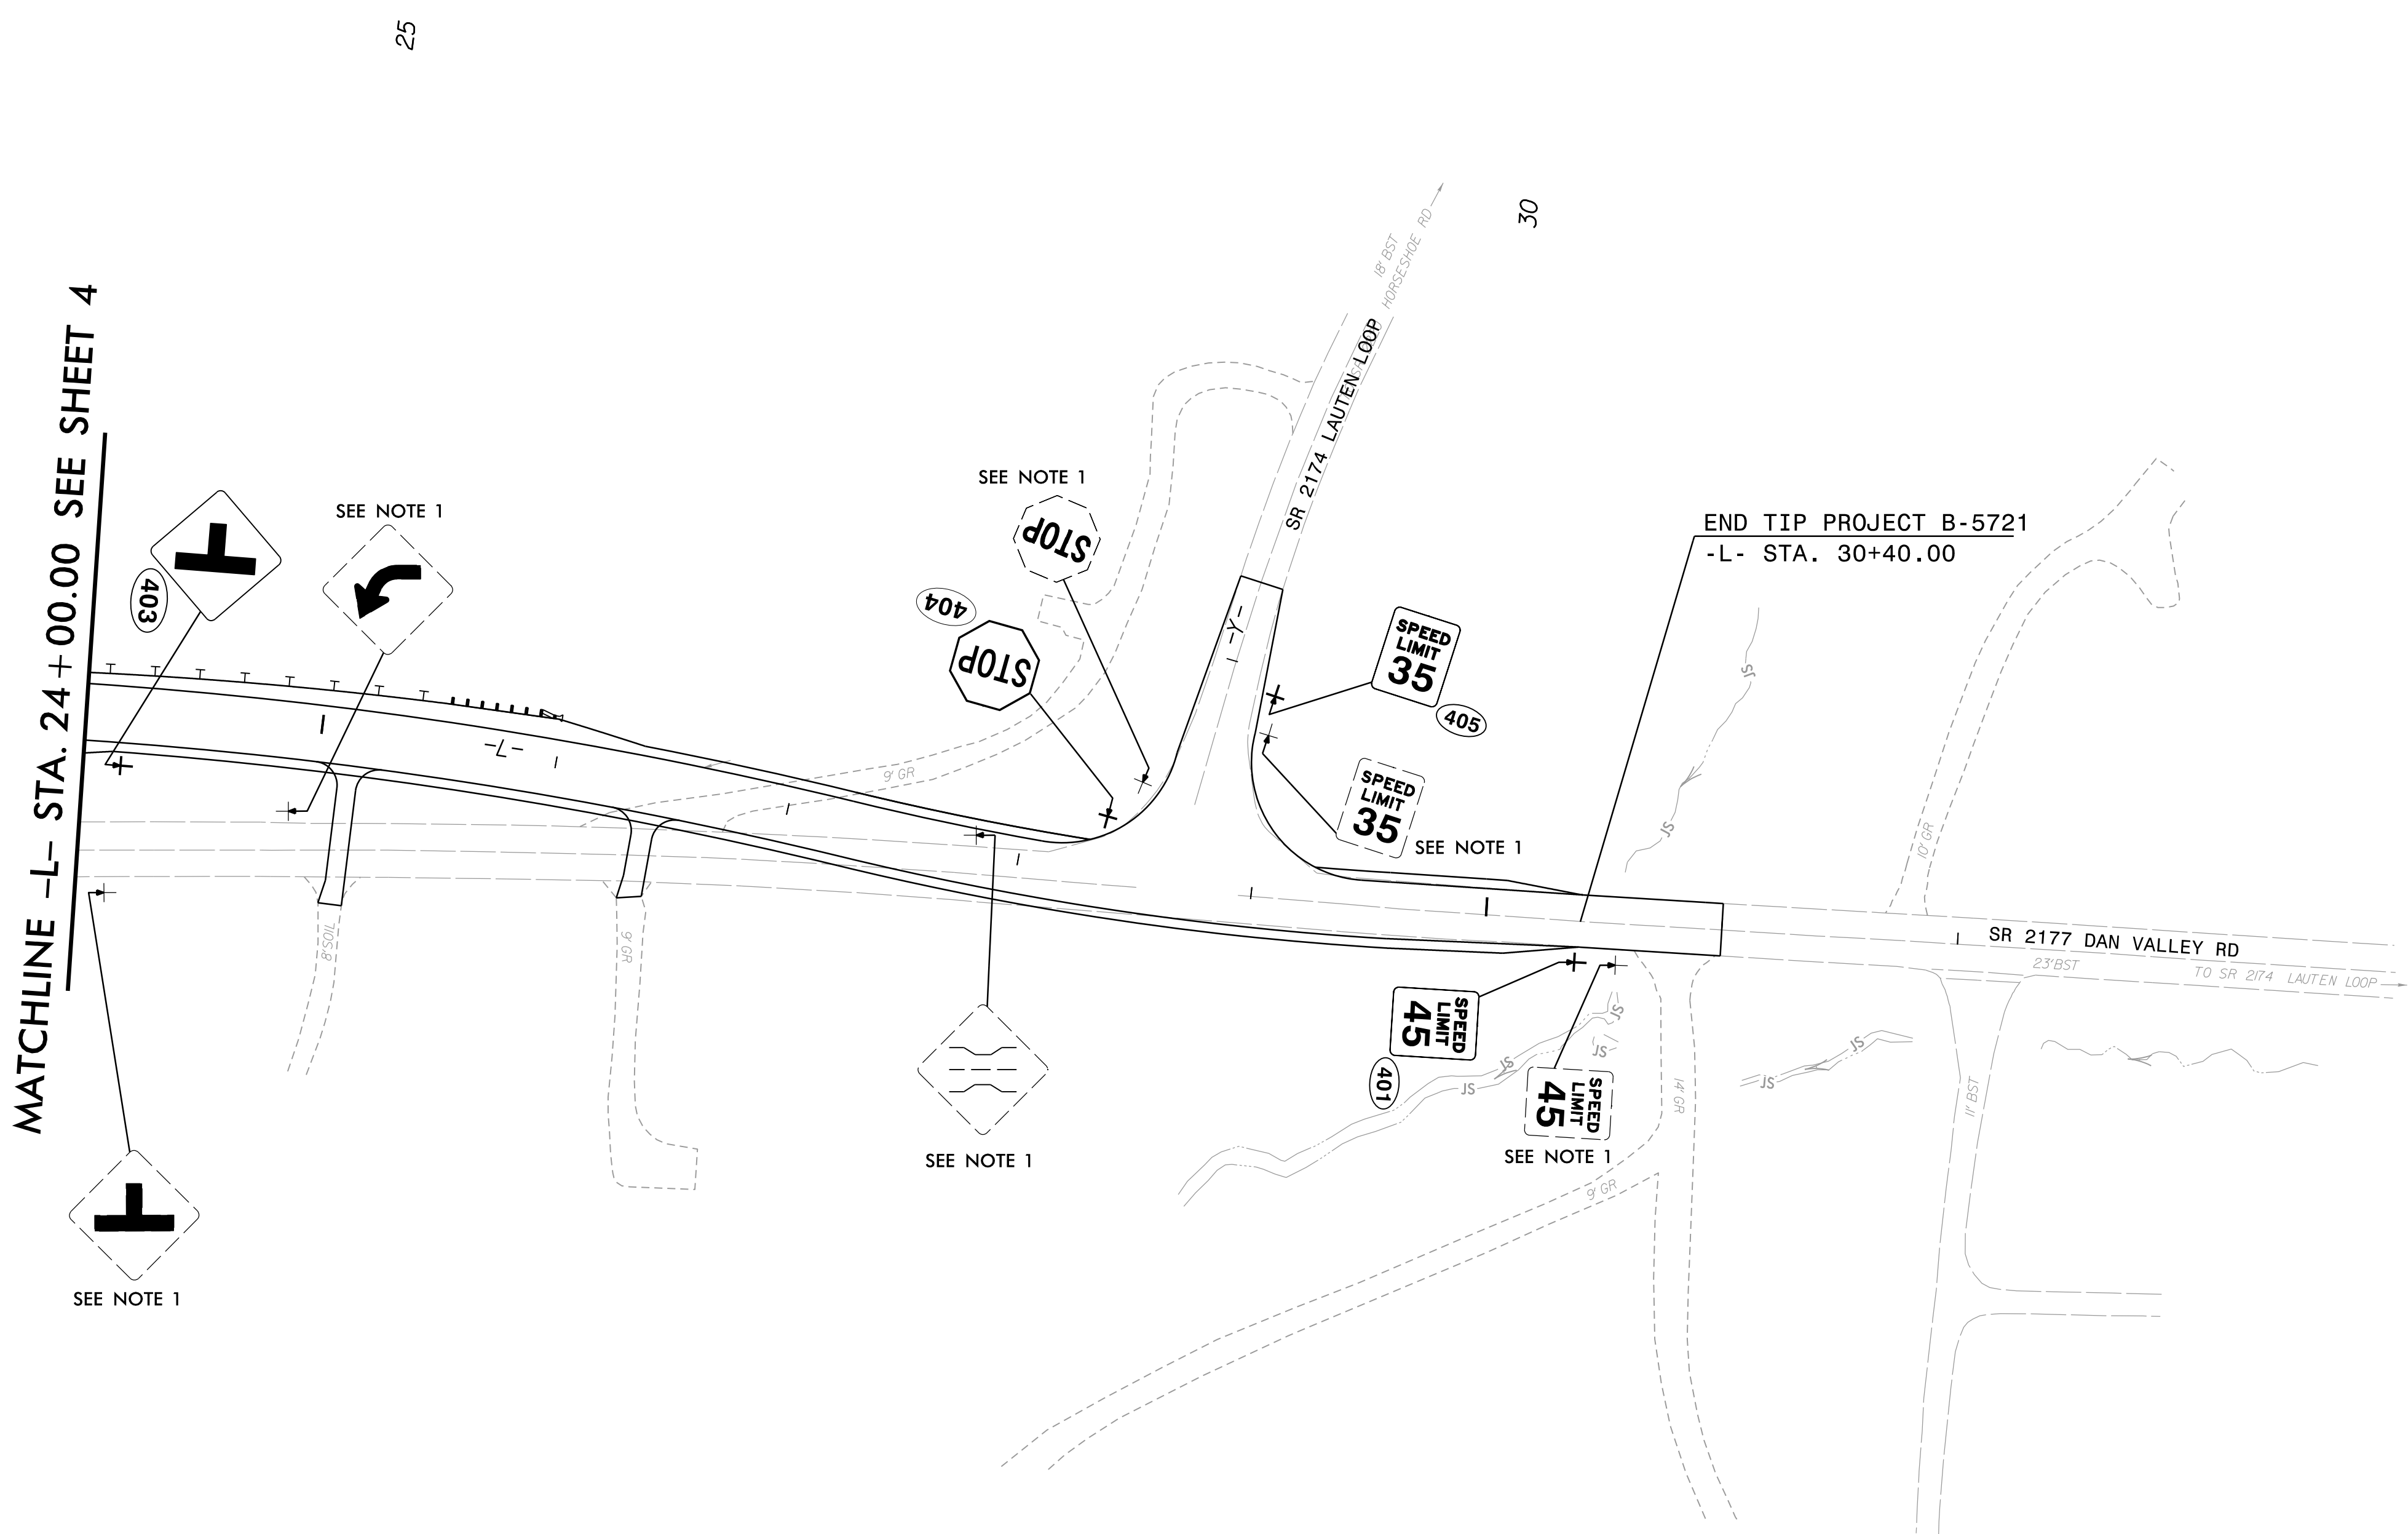 25
30
MATCHLINE -L- STA. 24+00.00 SEE SHEET 4
403
SEE NOTE 1
SEE NOTE 1
STOP
404
STOP
18' BST
HORSESHOE RD
SR 2174 LAUTEN LOOP
-Y-
SPEED
LIMIT
35
405
SPEED
LIMIT
35
SEE NOTE 1
END TIP PROJECT B-5721
-L- STA. 30+40.00
-L-
9' GR
JS
JS
10' GR
8'SOIL
9' GR
SR 2177 DAN VALLEY RD
23'BST
TO SR 2174 LAUTEN LOOP
SPEED
LIMIT
45
401
SPEED
LIMIT
45
SEE NOTE 1
JS
JS
JS
JS
JS
JS
14' GR
11' BST
9' GR
SEE NOTE 1
SEE NOTE 1